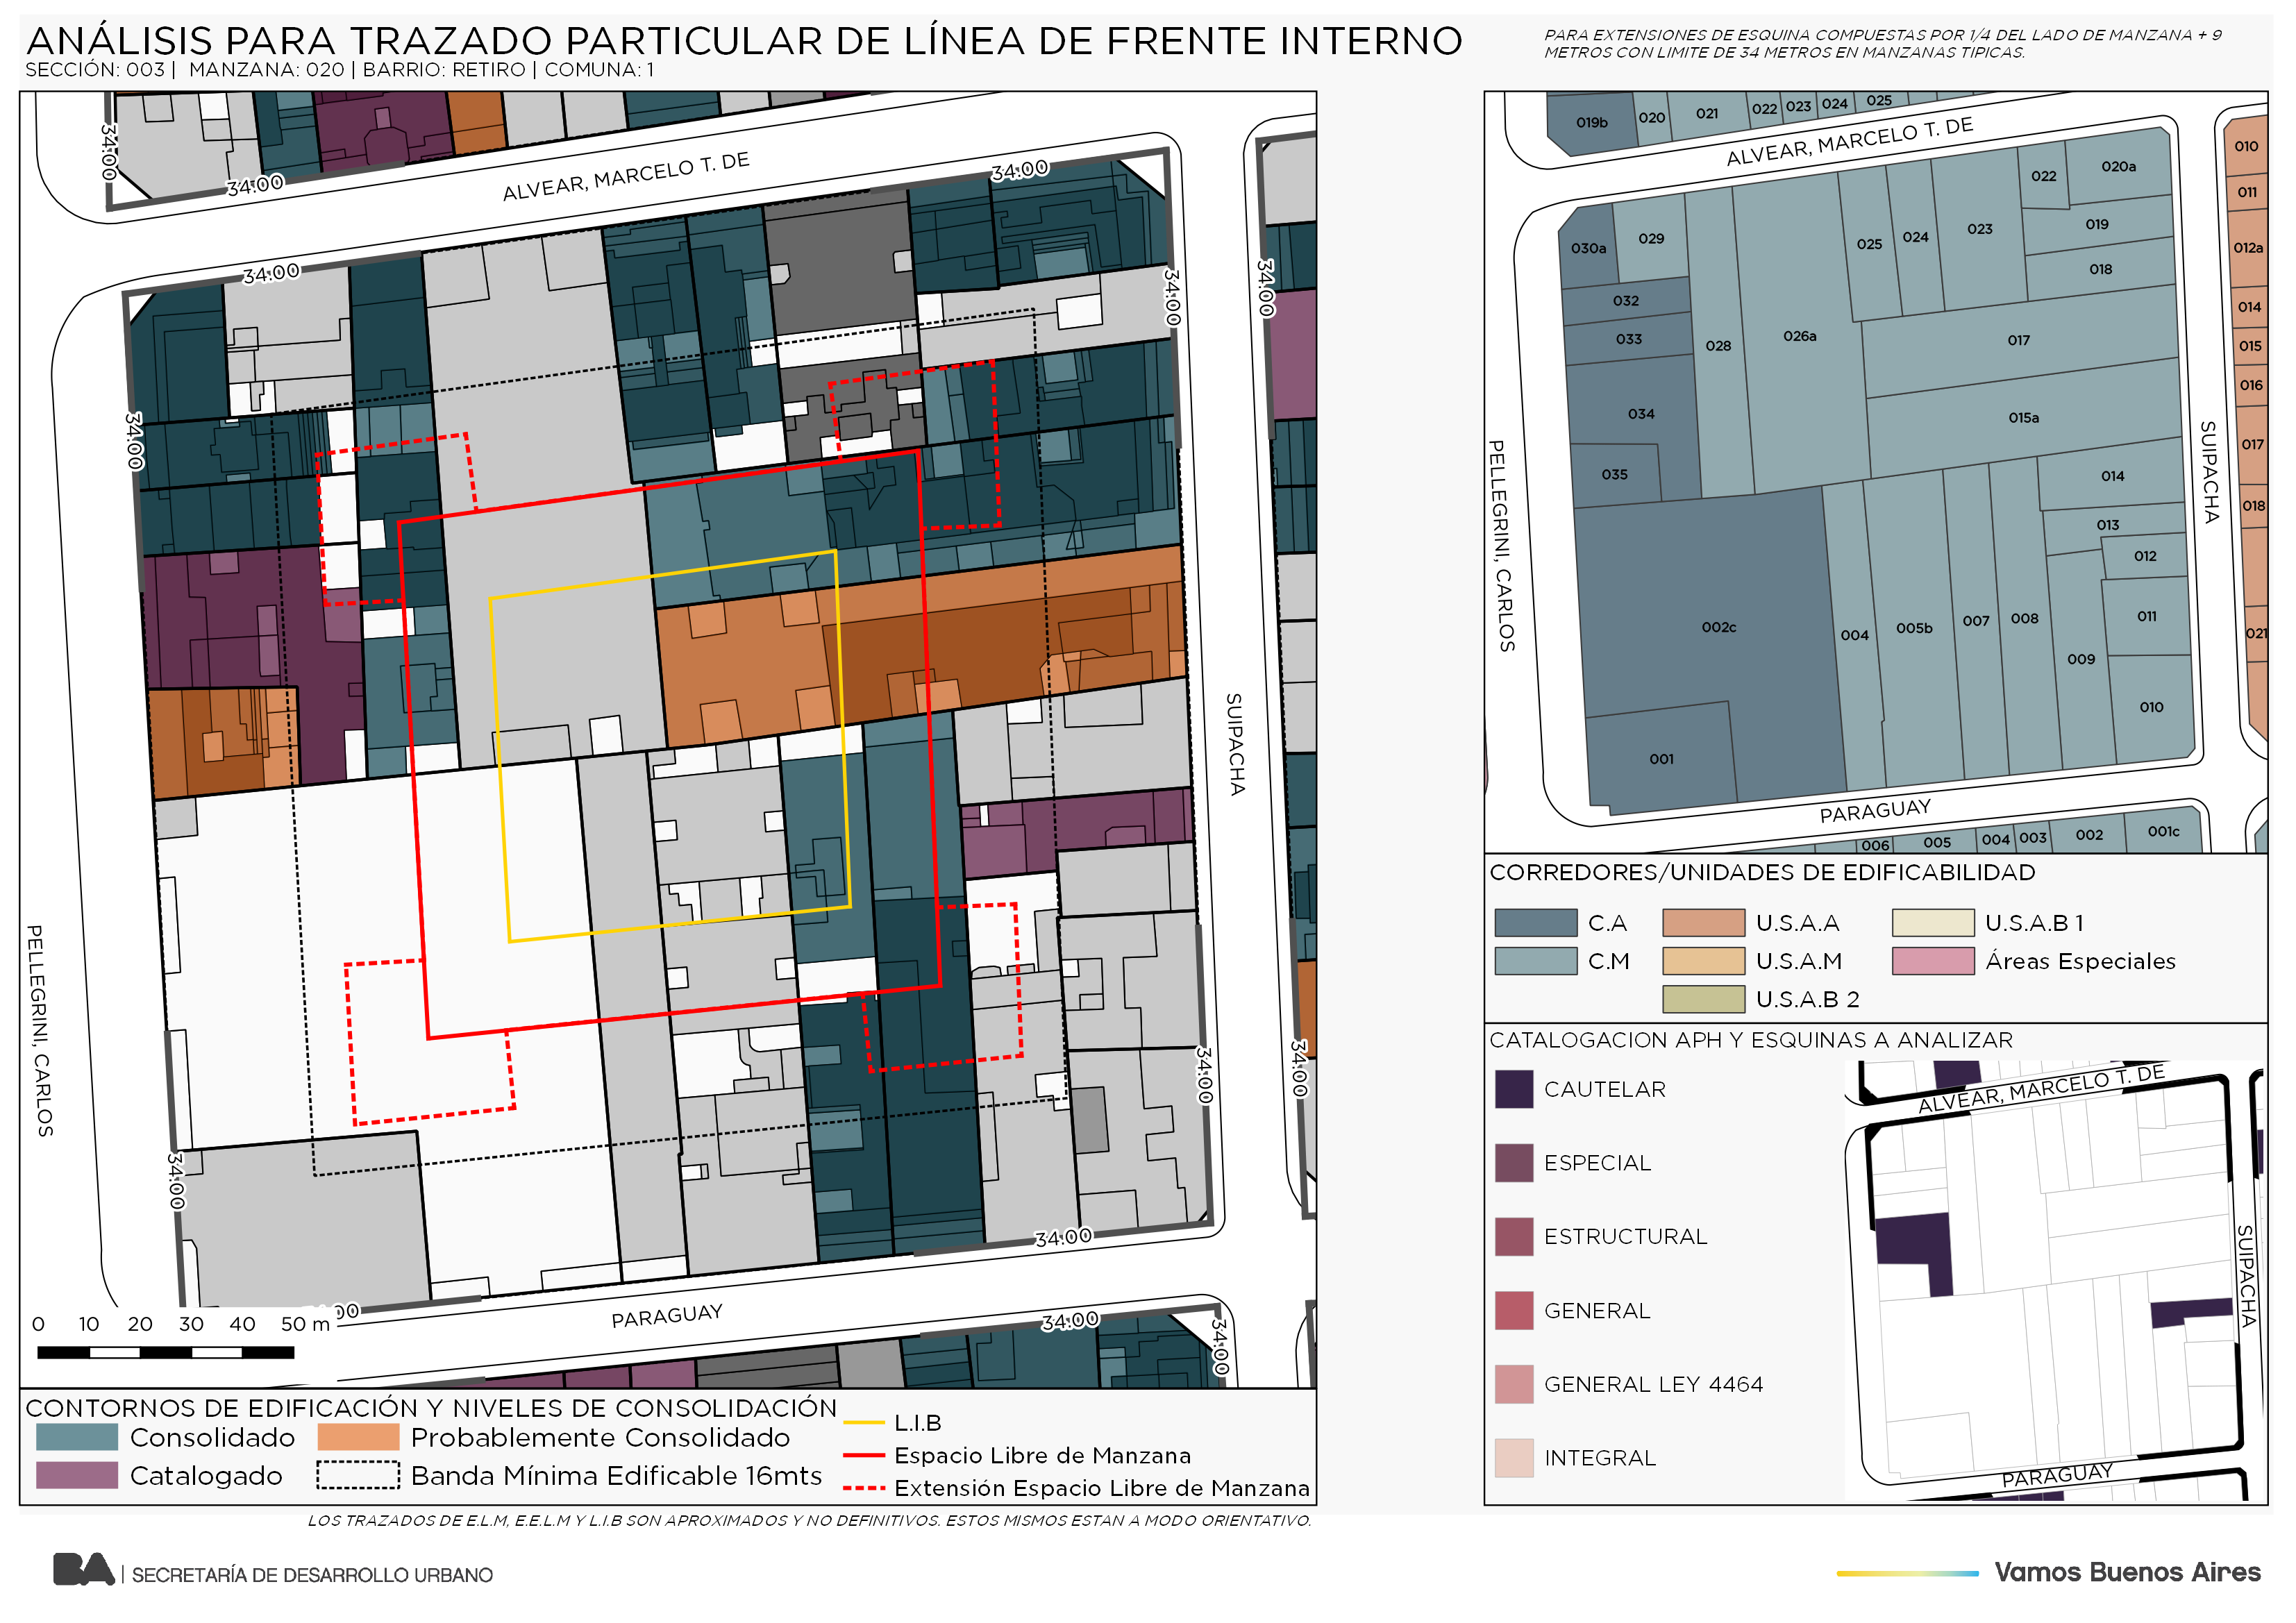 ANÁLISIS PARA TRAZADO PARTICULAR DE LÍNEA DE FRENTE INTERNO
SECCIÓN: 003 | MANZANA: 020 | BARRIO: RETIRO | COMUNA: 1
PARA EXTENSIONES DE ESQUINA COMPUESTAS POR 1/4 DEL LADO DE MANZANA + 9
METROS CON LIMITE DE 34 METROS EN MANZANAS TIPICAS.
34.00
34.00
ALVEAR, MARCELO T. DE
34.00
34.00
34.00
34.00
34.00
SUIPACHA
PELLEGRINI, CARLOS
34.00
34.00
34.00
34.00
00
PARAGUAY
34.00
34.00
0 10 20 30 40 50 m
CONTORNOS DE EDIFICACIÓN Y NIVELES DE CONSOLIDACIÓN
Consolidado
Probablemente Consolidado
Catalogado
Banda Mínima Edificable 16mts
L.I.B
Espacio Libre de Manzana
Extensión Espacio Libre de Manzana
LOS TRAZADOS DE E.L.M, E.E.L.M Y L.I.B SON APROXIMADOS Y NO DEFINITIVOS. ESTOS MISMOS ESTAN A MODO ORIENTATIVO.
019b 020 021 022 023 024 025
ALVEAR, MARCELO T. DE
010
011
012a
014
015
016
017
018
021
030a 029 028 026a 025 024 023 022 020a
019
018
032
033
034
035
017
015a
014
013
012
011
010
002c
001
004 005b 007 008 009
PELLEGRINI, CARLOS
SUIPACHA
PARAGUAY
006 005 004 003 002 001c
CORREDORES/UNIDADES DE EDIFICABILIDAD
C.A
U.S.A.A
U.S.A.B 1
C.M
U.S.A.M
Áreas Especiales
U.S.A.B 2
CATALOGACION APH Y ESQUINAS A ANALIZAR
CAUTELAR
ESPECIAL
ESTRUCTURAL
GENERAL
GENERAL LEY 4464
INTEGRAL
ALVEAR, MARCELO T. DE
SUIPACHA
PARAGUAY
BA | SECRETARÍA DE DESARROLLO URBANO
Vamos Buenos Aires